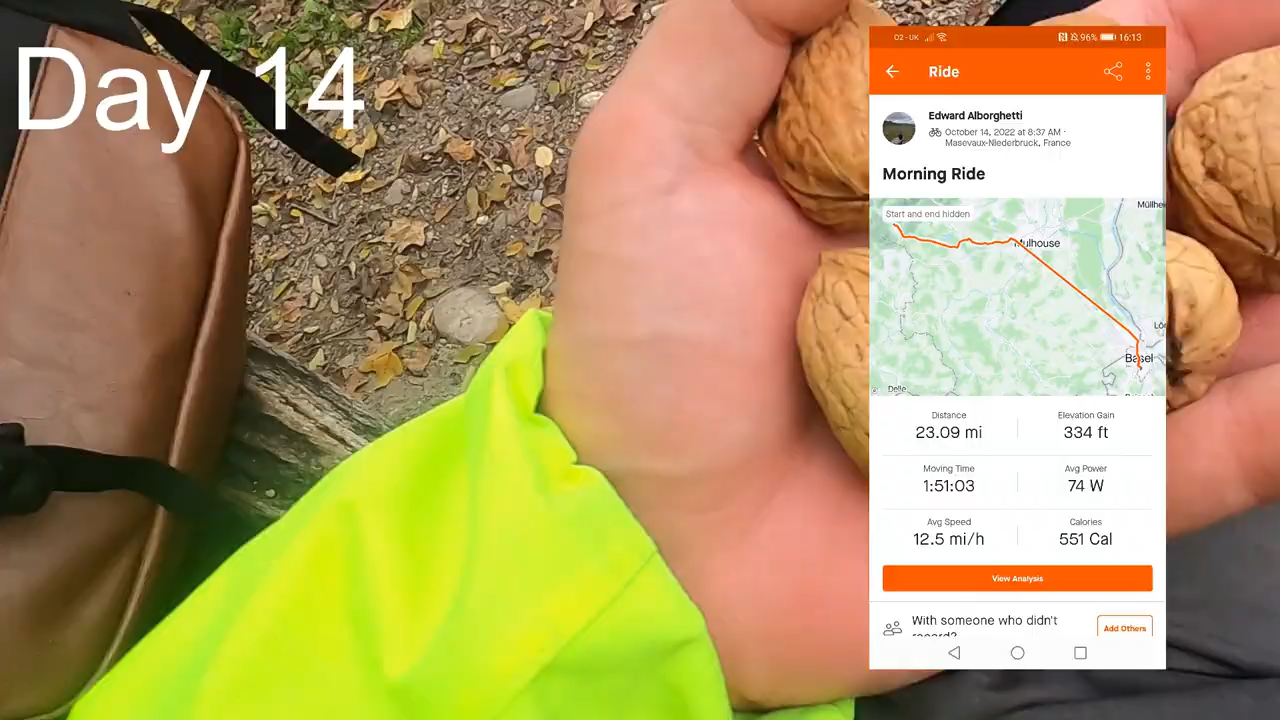 Day 14
O2 - UK
96%
16:13
Ride
Edward Alborghetti
October 14, 2022 at 8:37 AM ·
Masevaux-Niederbruck, France
Morning Ride
Start and end hidden
Mulhouse
Basel
Delle
Distance
23.09 mi
Elevation Gain
334 ft
Moving Time
1:51:03
Avg Power
74 W
Avg Speed
12.5 mi/h
Calories
551 Cal
View Analysis
With someone who didn't
record?
Add Others